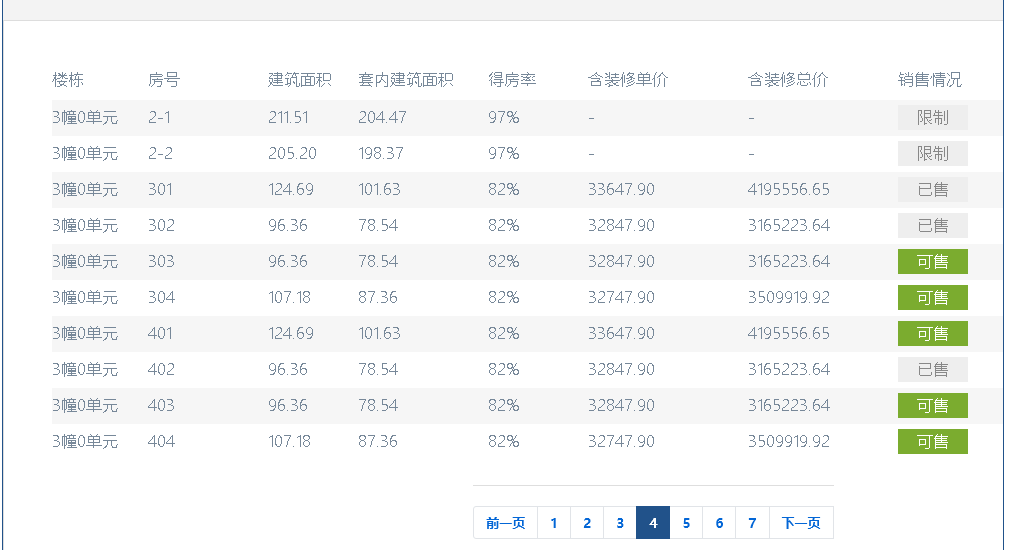 楼栋 房号 建筑面积 套内建筑面积 得房率 含装修单价 含装修总价 销售情况
3幢0单元 2-1 211.51 204.47 97% - - 限制
3幢0单元 2-2 205.20 198.37 97% - - 限制
3幢0单元 301 124.69 101.63 82% 33647.90 4195556.65 已售
3幢0单元 302 96.36 78.54 82% 32847.90 3165223.64 已售
3幢0单元 303 96.36 78.54 82% 32847.90 3165223.64 可售
3幢0单元 304 107.18 87.36 82% 32747.90 3509919.92 可售
3幢0单元 401 124.69 101.63 82% 33647.90 4195556.65 可售
3幢0单元 402 96.36 78.54 82% 32847.90 3165223.64 已售
3幢0单元 403 96.36 78.54 82% 32847.90 3165223.64 可售
3幢0单元 404 107.18 87.36 82% 32747.90 3509919.92 可售
前一页 1 2 3 4 5 6 7 下一页